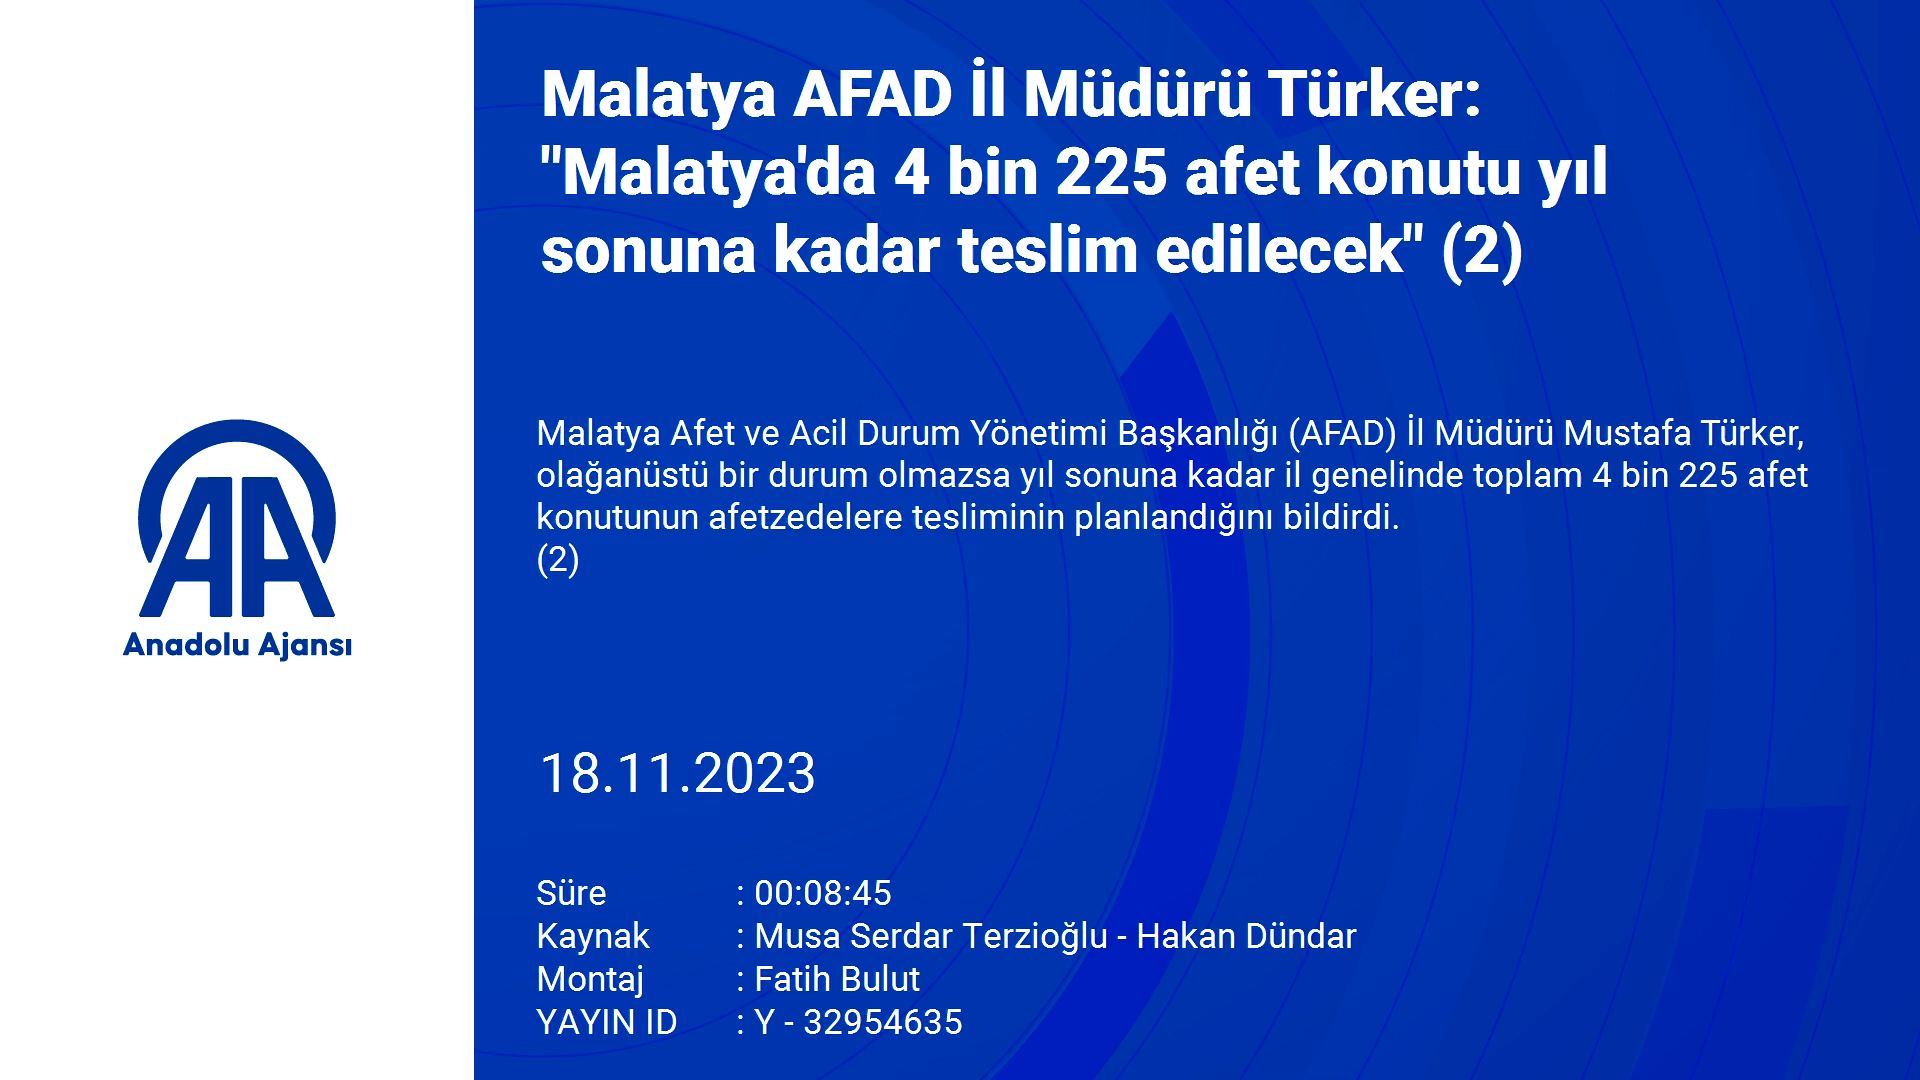 Malatya AFAD İl Müdürü Türker:
"Malatya'da 4 bin 225 afet konutu yıl
sonuna kadar teslim edilecek" (2)
Malatya Afet ve Acil Durum Yönetimi Başkanlığı (AFAD) İl Müdürü Mustafa Türker,
olağanüstü bir durum olmazsa yıl sonuna kadar il genelinde toplam 4 bin 225 afet
konutunun afetzedelere tesliminin planlandığını bildirdi.
(2)
AA
Anadolu Ajansı
18.11.2023
Süre : 00:08:45
Kaynak : Musa Serdar Terzioğlu - Hakan Dündar
Montaj : Fatih Bulut
YAYIN ID : Y - 32954635